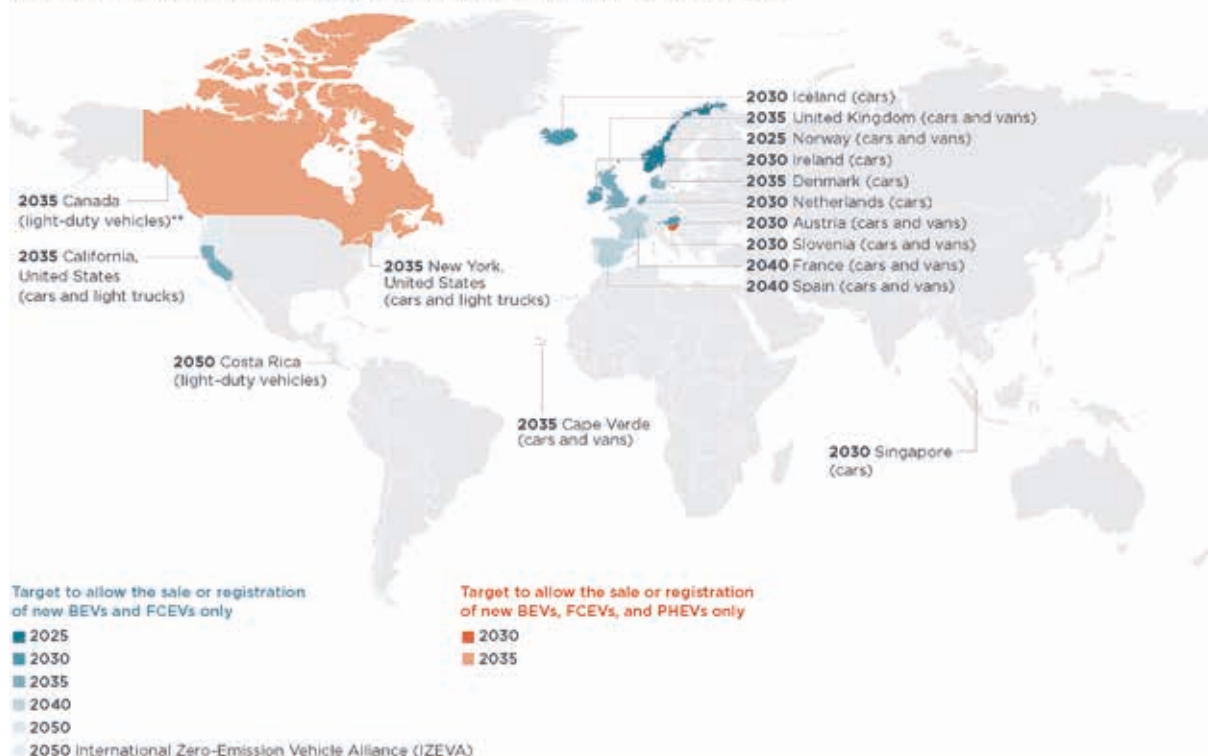 2030 Iceland (cars)
2035 United Kingdom (cars and vans)
2025 Norway (cars and vans)
2030 Ireland (cars)
2035 Denmark (cars)
2030 Netherlands (cars)
2030 Austria (cars and vans)
2030 Slovenia (cars and vans)
2040 France (cars and vans)
2040 Spain (cars and vans)
2035 Canada
(light-duty vehicles)**
2035 California,
United States
(cars and light trucks)
2035 New York,
United States
(cars and light trucks)
2050 Costa Rica
(light-duty vehicles)
2035 Cape Verde
(cars and vans)
2030 Singapore
(cars)
Target to allow the sale or registration
of new BEVs and FCEVs only
2025
2030
2035
2040
2050
2050 International Zero-Emission Vehicle Alliance (IZEVA)
Target to allow the sale or registration
of new BEVs, FCEVs, and PHEVs only
2030
2035